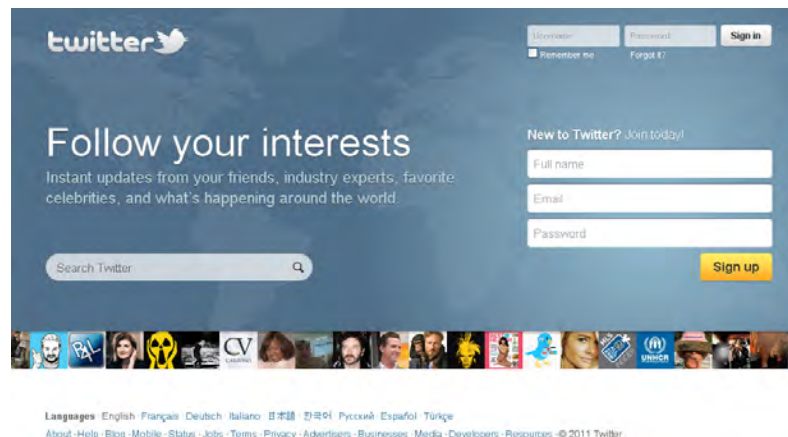 twitter
Username Password Sign in
Remember me Forgot it?
Follow your interests
Instant updates from your friends, industry experts, favorite
celebrities, and what's happening around the world.
New to Twitter? Join today!
Full name
Email
Password
Search Twitter
Sign up
CV
UNHCR
Languages English · Français · Deutsch · Italiano · 日本語 · 한국어 · Русский · Español · Türkçe
About · Help · Blog · Mobile · Status · Jobs · Terms · Privacy · Advertisers · Businesses · Media · Developers · Resources · © 2011 Twitter